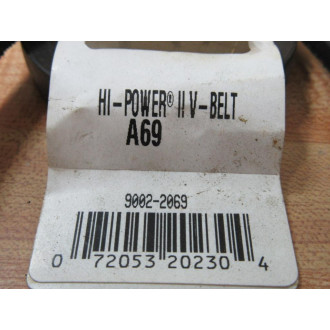 HI-POWER® II V-BELT
A69
9002-2069
0 72053 20230 4